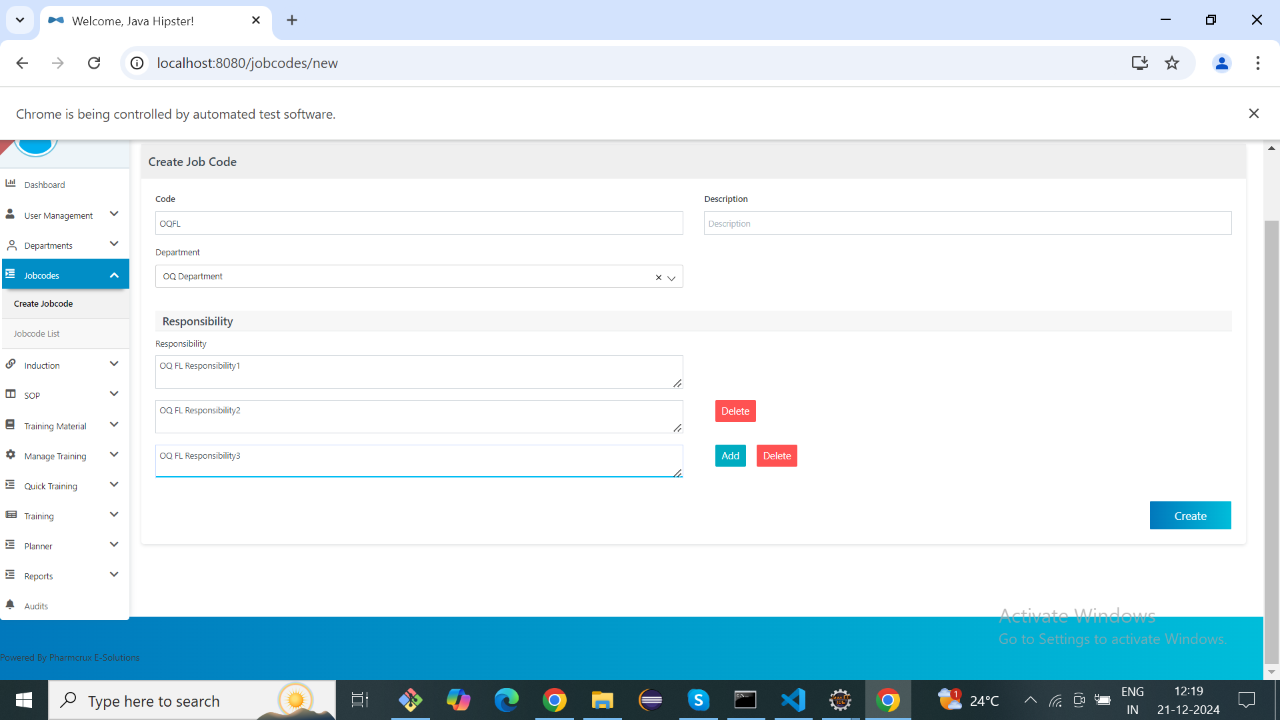 Welcome, Java Hipster!
localhost:8080/jobcodes/new
Chrome is being controlled by automated test software.
Dashboard
User Management
Departments
Jobcodes
Create Jobcode
Jobcode List
Induction
SOP
Training Material
Manage Training
Quick Training
Training
Planner
Reports
Audits
Create Job Code
Code
Description
OQFL
Description
Department
OQ Department
Responsibility
Responsibility
OQ FL Responsibility1
OQ FL Responsibility2
Delete
OQ FL Responsibility3
Add Delete
Create
Activate Windows
Go to Settings to activate Windows.
Powered By Pharmcrux E-Solutions
Type here to search
1
24°C
ENG
IN
12:19
21-12-2024